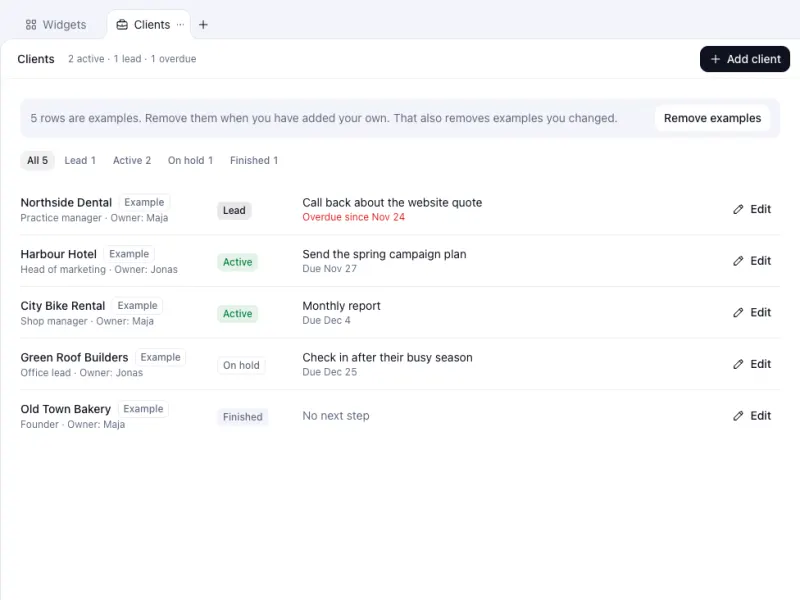 Widgets
Clients ...
Clients 2 active · 1 lead · 1 overdue
Add client
5 rows are examples. Remove them when you have added your own. That also removes examples you changed.
Remove examples
All 5 Lead 1 Active 2 On hold 1 Finished 1
Northside Dental Example
Practice manager · Owner: Maja
Lead
Call back about the website quote
Overdue since Nov 24
Edit
Harbour Hotel Example
Head of marketing · Owner: Jonas
Active
Send the spring campaign plan
Due Nov 27
Edit
City Bike Rental Example
Shop manager · Owner: Maja
Active
Monthly report
Due Dec 4
Edit
Green Roof Builders Example
Office lead · Owner: Jonas
On hold
Check in after their busy season
Due Dec 25
Edit
Old Town Bakery Example
Founder · Owner: Maja
Finished
No next step
Edit